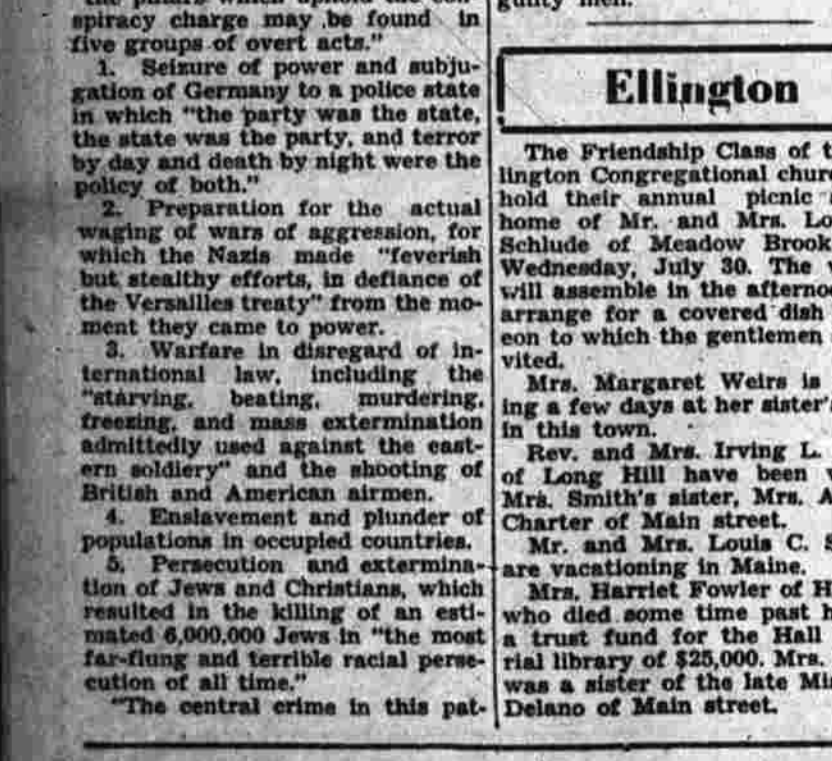 spiracy charge may be found in
five groups of overt acts."
1. Seizure of power and subju-
gation of Germany to a police state
in which "the party was the state,
the state was the party, and terror
by day and death by night were the
policy of both."
2. Preparation for the actual
waging of wars of aggression, for
which the Nazis made "feverish
but stealthy efforts, in defiance of
the Versailles treaty" from the mo-
ment they came to power.
3. Warfare in disregard of in-
ternational law, including the
"starving, beating, murdering,
freezing, and mass extermination
admittedly used against the east-
ern soldiery" and the shooting of
British and American airmen.
4. Enslavement and plunder of
populations in occupied countries.
5. Persecution and extermina-
tion of Jews and Christians, which
resulted in the killing of an esti-
mated 6,000,000 Jews in "the most
far-flung and terrible racial perse-
cution of all time."
"The central crime in this pat-
guilty men.
Ellington
The Friendship Class of
lington Congregational
hold their annual picnic
home of Mr. and Mrs.
Schlude of Meadow Brook
Wednesday, July 30. The
will assemble in the
arrange for a covered dish
eon to which the gentlemen
vited.
Mrs. Margaret Weirs is
ing a few days at her sister's
in this town.
Rev. and Mrs. Irving L.
of Long Hill have been
Mrs. Smith's sister, Mrs. A
Charter of Main street.
Mr. and Mrs. Louis C. S
are vacationing in Maine.
Mrs. Harriet Fowler of H
who died some time past
a trust fund for the Hall
rial library of $25,000. Mrs.
was a sister of the late
Delano of Main street.